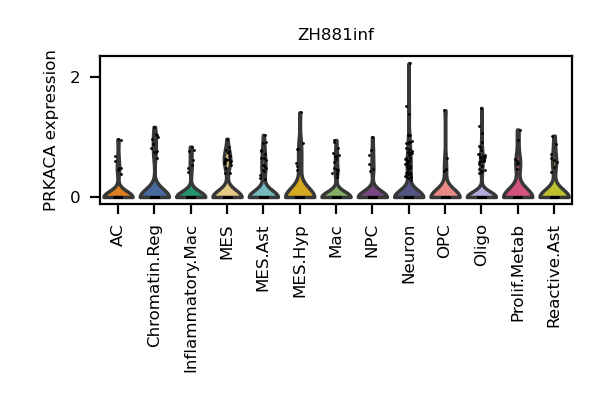 ZH881inf
PRKACA expression
2
0
AC
Chromatin.Reg
Inflammatory.Mac
MES
MES.Ast
MES.Hyp
Mac
NPC
Neuron
OPC
Oligo
Prolif.Metab
Reactive.Ast